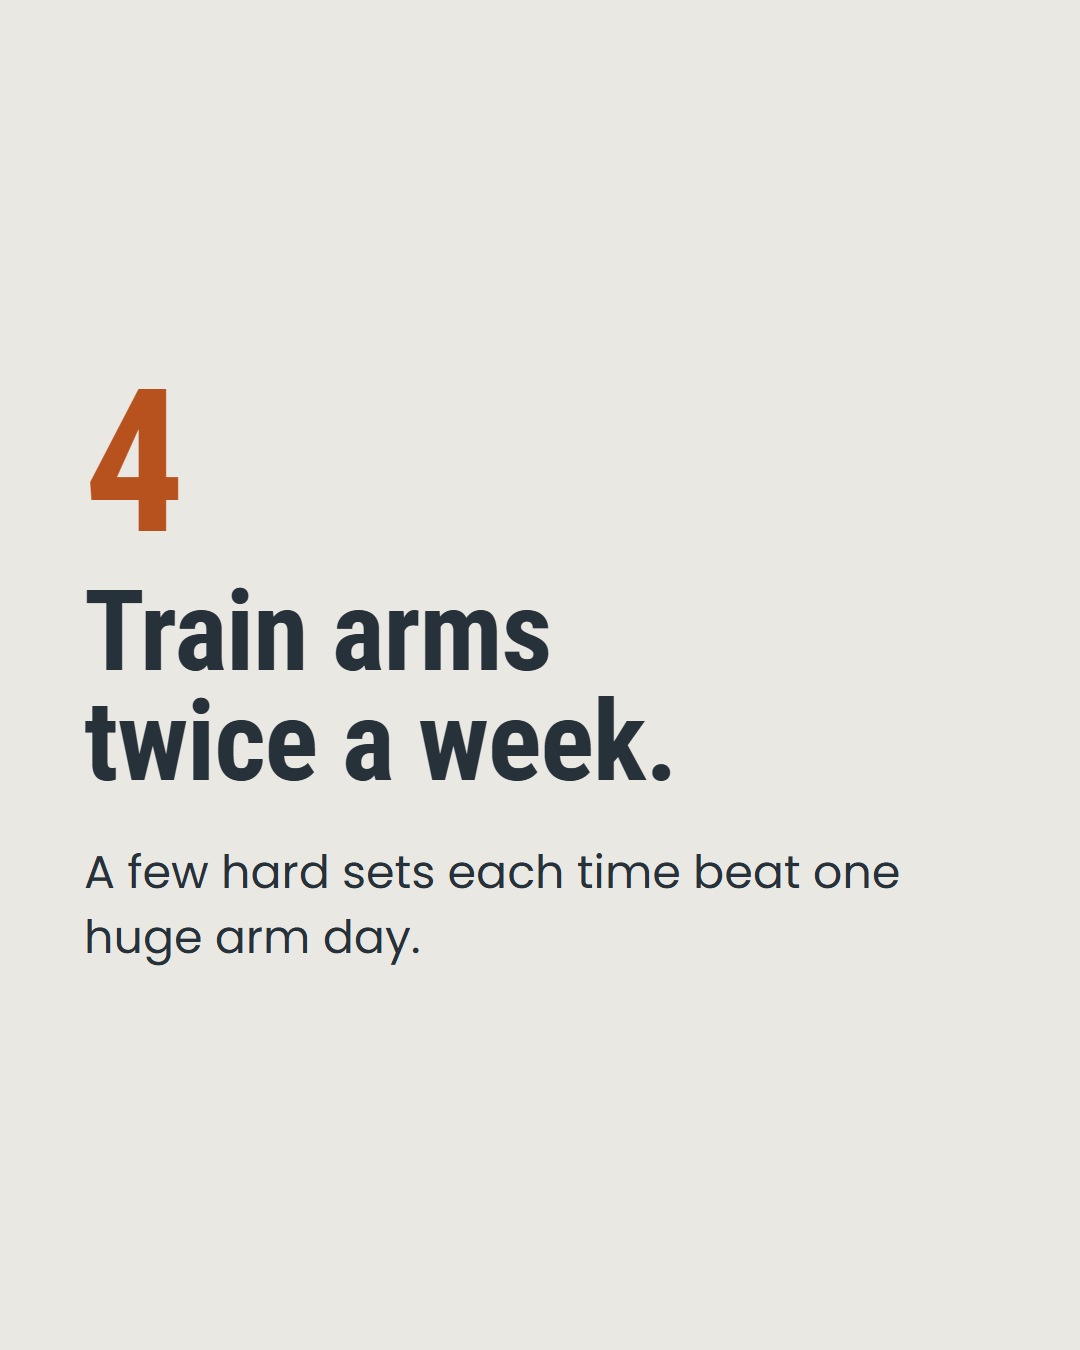 4
Train arms
twice a week.
A few hard sets each time beat one
huge arm day.